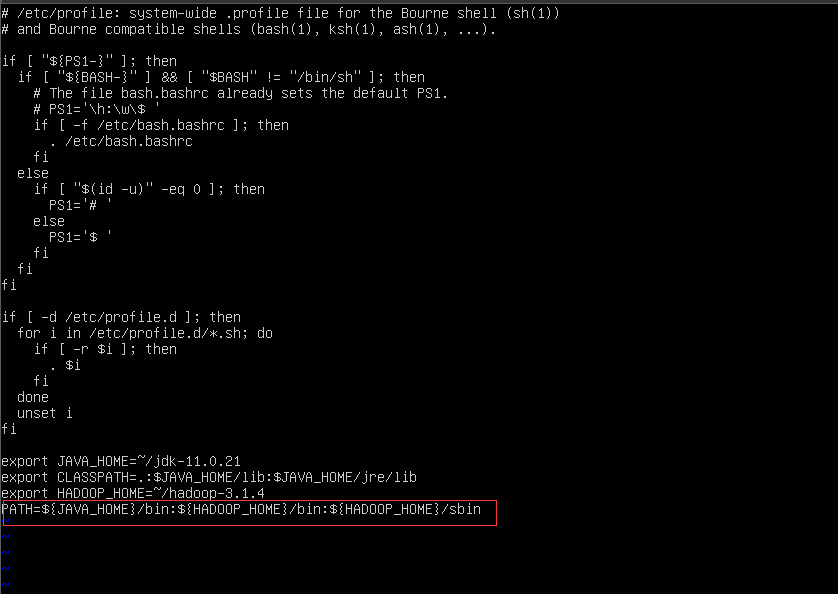 # /etc/profile: system-wide .profile file for the Bourne shell (sh(1))
# and Bourne compatible shells (bash(1), ksh(1), ash(1), ...).

if [ "${PS1-}" ]; then
  if [ "${BASH-}" ] && [ "$BASH" != "/bin/sh" ]; then
    # The file bash.bashrc already sets the default PS1.
    # PS1='\h:\w\$ '
    if [ -f /etc/bash.bashrc ]; then
      . /etc/bash.bashrc
    fi
  else
    if [ "$(id -u)" -eq 0 ]; then
      PS1='# '
    else
      PS1='$ '
    fi
  fi
fi

if [ -d /etc/profile.d ]; then
  for i in /etc/profile.d/*.sh; do
    if [ -r $i ]; then
      . $i
    fi
  done
  unset i
fi

export JAVA_HOME=~/jdk-11.0.21
export CLASSPATH=.:$JAVA_HOME/lib:$JAVA_HOME/jre/lib
export HADOOP_HOME=~/hadoop-3.1.4
PATH=${JAVA_HOME}/bin:${HADOOP_HOME}/bin:${HADOOP_HOME}/sbin
~
~
~
~
~